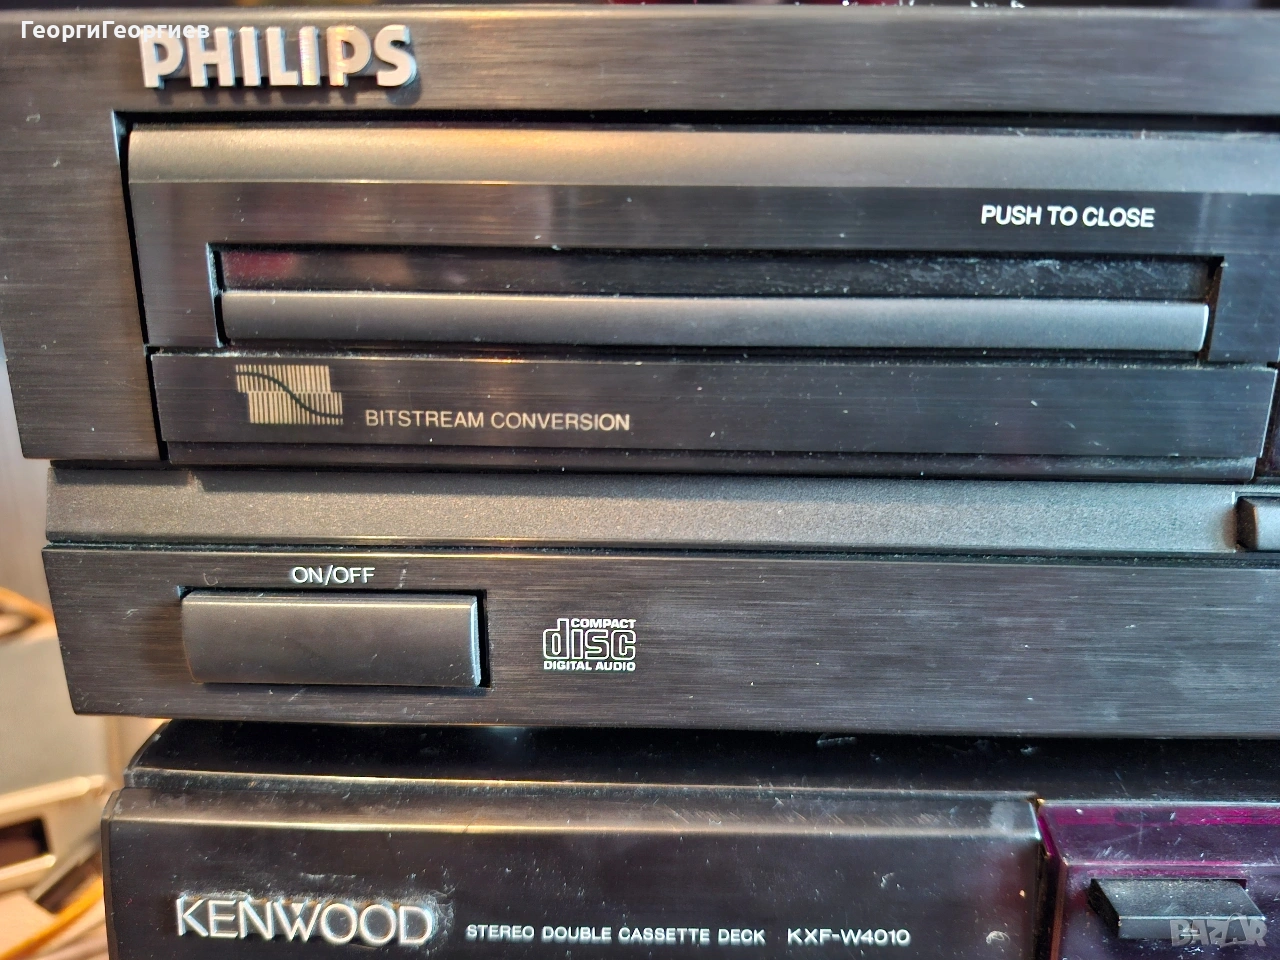 ГеоргиГеоргиев
PHILIPS
PUSH TO CLOSE
BITSTREAM CONVERSION
ON/OFF
COMPACT
disc
DIGITAL AUDIO
KENWOOD STEREO DOUBLE CASSETTE DECK KXF-W4010
BAZAR